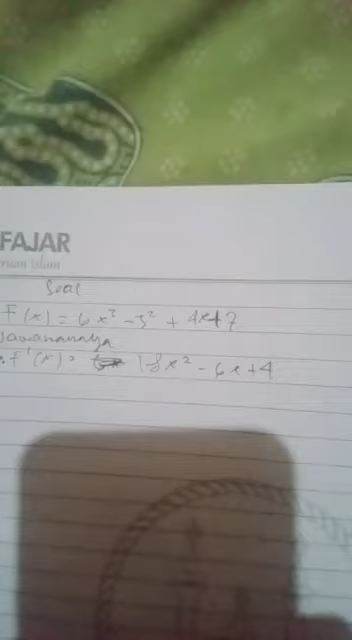 FAJAR
Soal
F(x) = 6x³ - 3² + 4x+7
Jawabannya
f'(x) = 18x² - 6x + 4